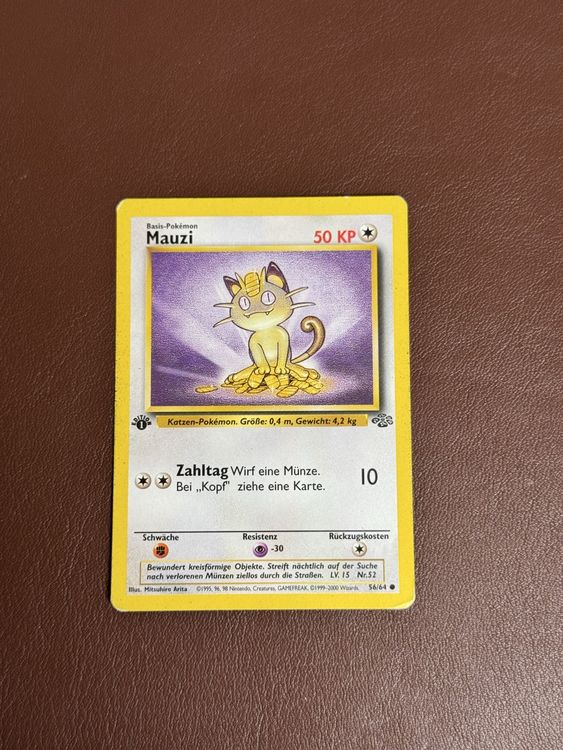 Basis-Pokémon
Mauzi 50 KP
EDITION 1
Katzen-Pokémon. Größe: 0,4 m, Gewicht: 4,2 kg
Zahltag Wirf eine Münze.
Bei „Kopf" ziehe eine Karte. 10
Schwäche Resistenz Rückzugskosten
-30
Bewundert kreisförmige Objekte. Streift nächtlich auf der Suche
nach verlorenen Münzen ziellos durch die Straßen. LV. 15 Nr.52
Illus. Mitsuhiro Arita ©1995, 96, 98 Nintendo, Creatures, GAMEFREAK. ©1999-2000 Wizards. 56/64